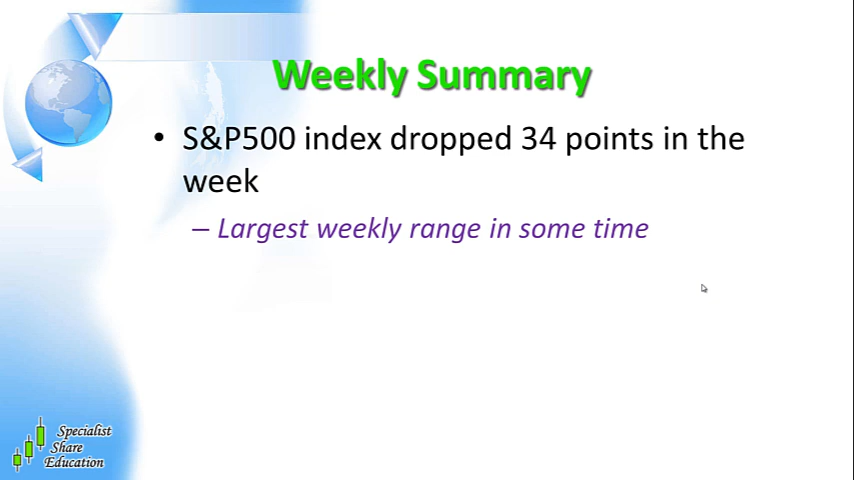 Weekly Summary
• S&P500 index dropped 34 points in the
week
– Largest weekly range in some time
Specialist
Share
Education